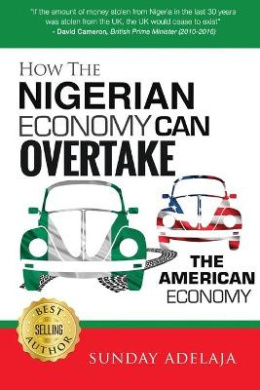 "If the amount of money stolen from Nigeria in the last 30 years
was stolen from the UK, the UK would cease to exist"
- David Cameron, British Prime Minister (2010-2016)
HOW THE
NIGERIAN
ECONOMY CAN
OVERTAKE
THE
AMERICAN
ECONOMY
BEST
SELLING
AUTHOR
SUNDAY ADELAJA